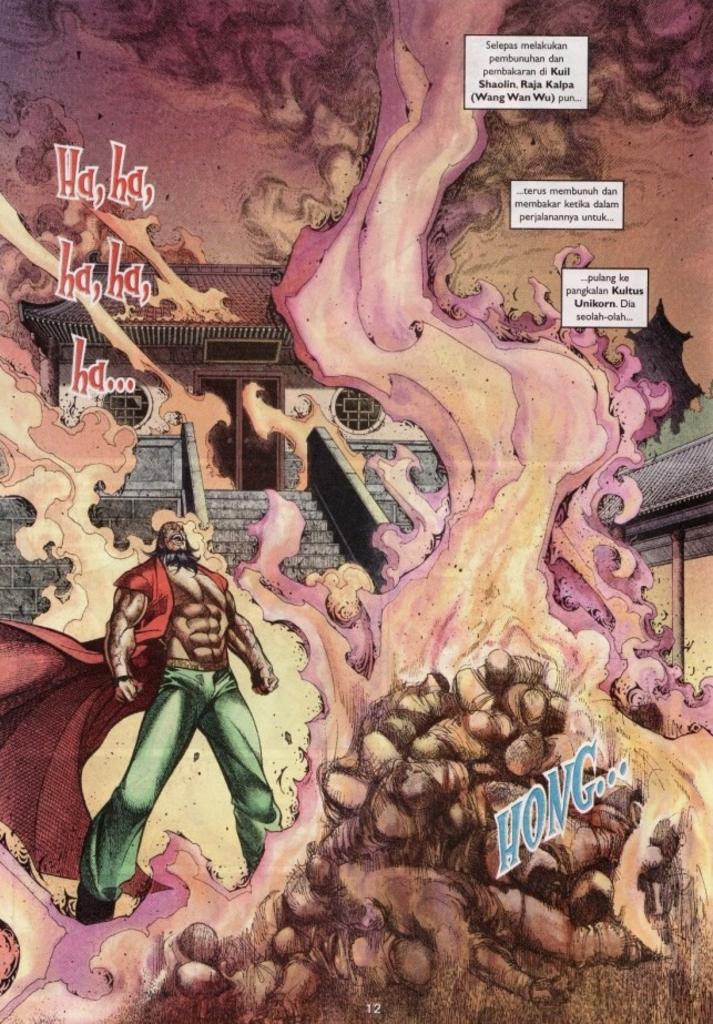 Selepas melakukan
pembunuhan dan
pembakaran di Kuil
Shaolin, Raja Kalpa
(Wang Wan Wu) pun...
Ha, ha,
...terus membunuh dan
membakar ketika dalam
perjalanannya untuk...
ha, ha,
...pulang ke
pangkalan Kultus
Unikorn. Dia
seolah-olah...
ha...
HONG...
12